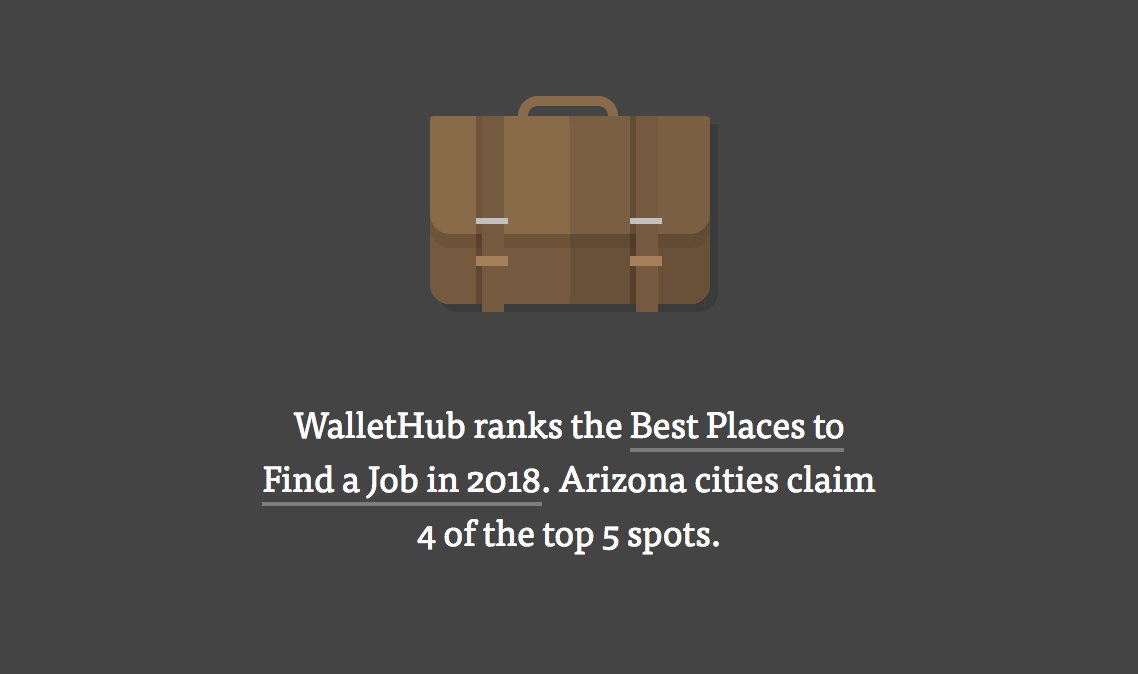 WalletHub ranks the Best Places to
Find a Job in 2018. Arizona cities claim
4 of the top 5 spots.